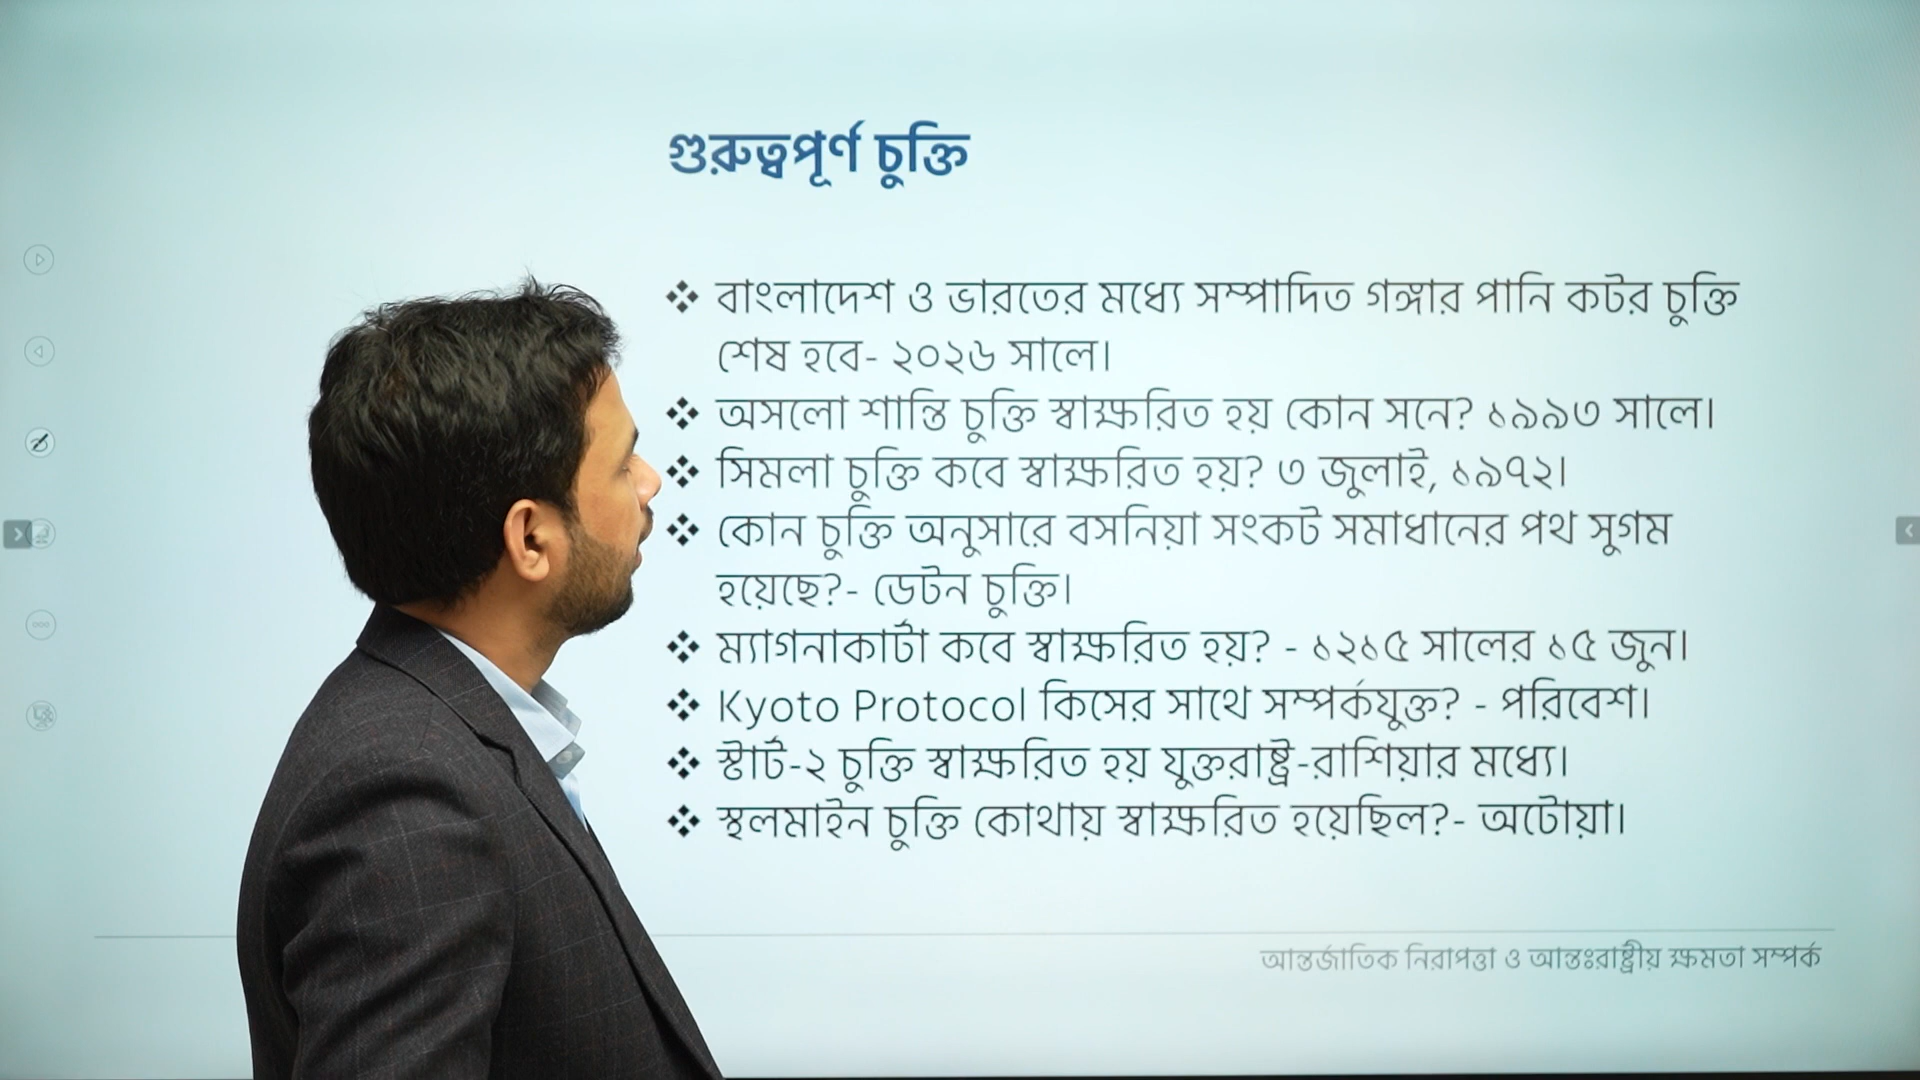 গুরুত্বপূর্ণ চুক্তি
❖ বাংলাদেশ ও ভারতের মধ্যে সম্পাদিত গঙ্গার পানি কটর চুক্তি
শেষ হবে- ২০২৬ সালে।
❖ অসলো শান্তি চুক্তি স্বাক্ষরিত হয় কোন সনে? ১৯৯৩ সালে।
❖ সিমলা চুক্তি কবে স্বাক্ষরিত হয়? ৩ জুলাই, ১৯৭২।
❖ কোন চুক্তি অনুসারে বসনিয়া সংকট সমাধানের পথ সুগম
হয়েছে?- ডেটন চুক্তি।
❖ ম্যাগনাকার্টা কবে স্বাক্ষরিত হয়? - ১২১৫ সালের ১৫ জুন।
❖ Kyoto Protocol কিসের সাথে সম্পর্কযুক্ত? - পরিবেশ।
❖ স্টার্ট-২ চুক্তি স্বাক্ষরিত হয় যুক্তরাষ্ট্র-রাশিয়ার মধ্যে।
❖ স্থলমাইন চুক্তি কোথায় স্বাক্ষরিত হয়েছিল?- অটোয়া।
আন্তর্জাতিক নিরাপত্তা ও আন্তঃরাষ্ট্রীয় ক্ষমতা সম্পর্ক